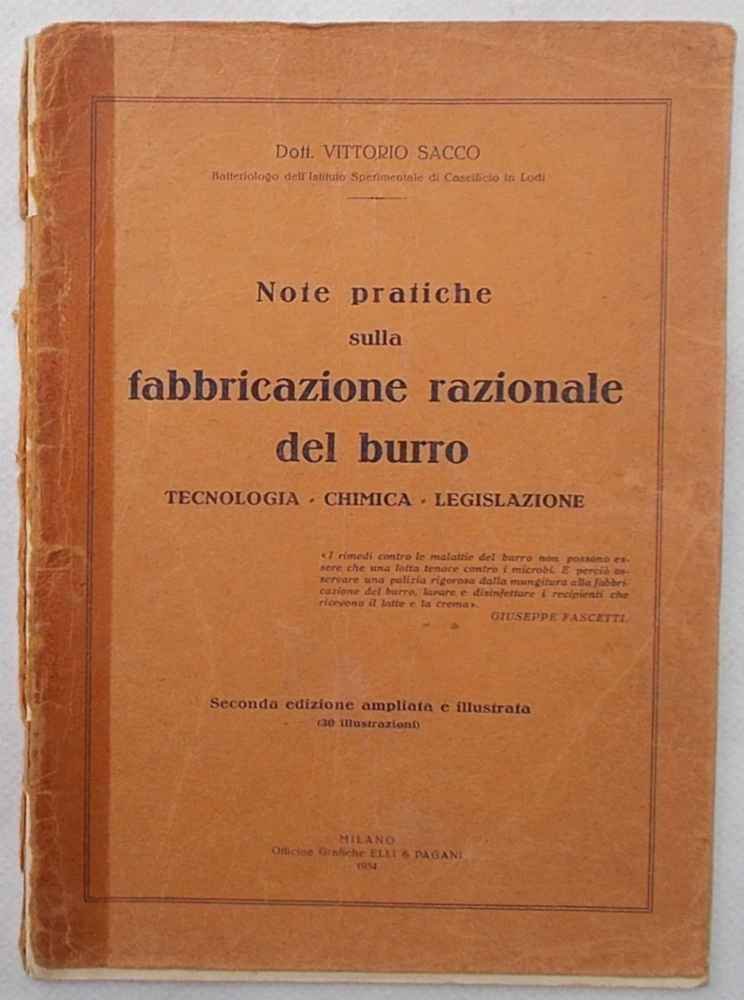 Dott. VITTORIO SACCO
Batteriologo dell'Istituto Sperimentale di Caseificio in Lodi
Note pratiche
sulla
fabbricazione razionale
del burro
TECNOLOGIA - CHIMICA - LEGISLAZIONE
«I rimedi contro le malattie del burro non possono es-
sere che una lotta tenace contro i microbi. E perciò os-
servare una pulizia rigorosa dalla mungitura alla fabbri-
cazione del burro, lavare e disinfettare i recipienti che
ricevono il latte e la crema».
GIUSEPPE FASCETTI.
Seconda edizione ampliata e illustrata
(30 illustrazioni)
MILANO
Officine Grafiche ELLI & PAGANI
1934